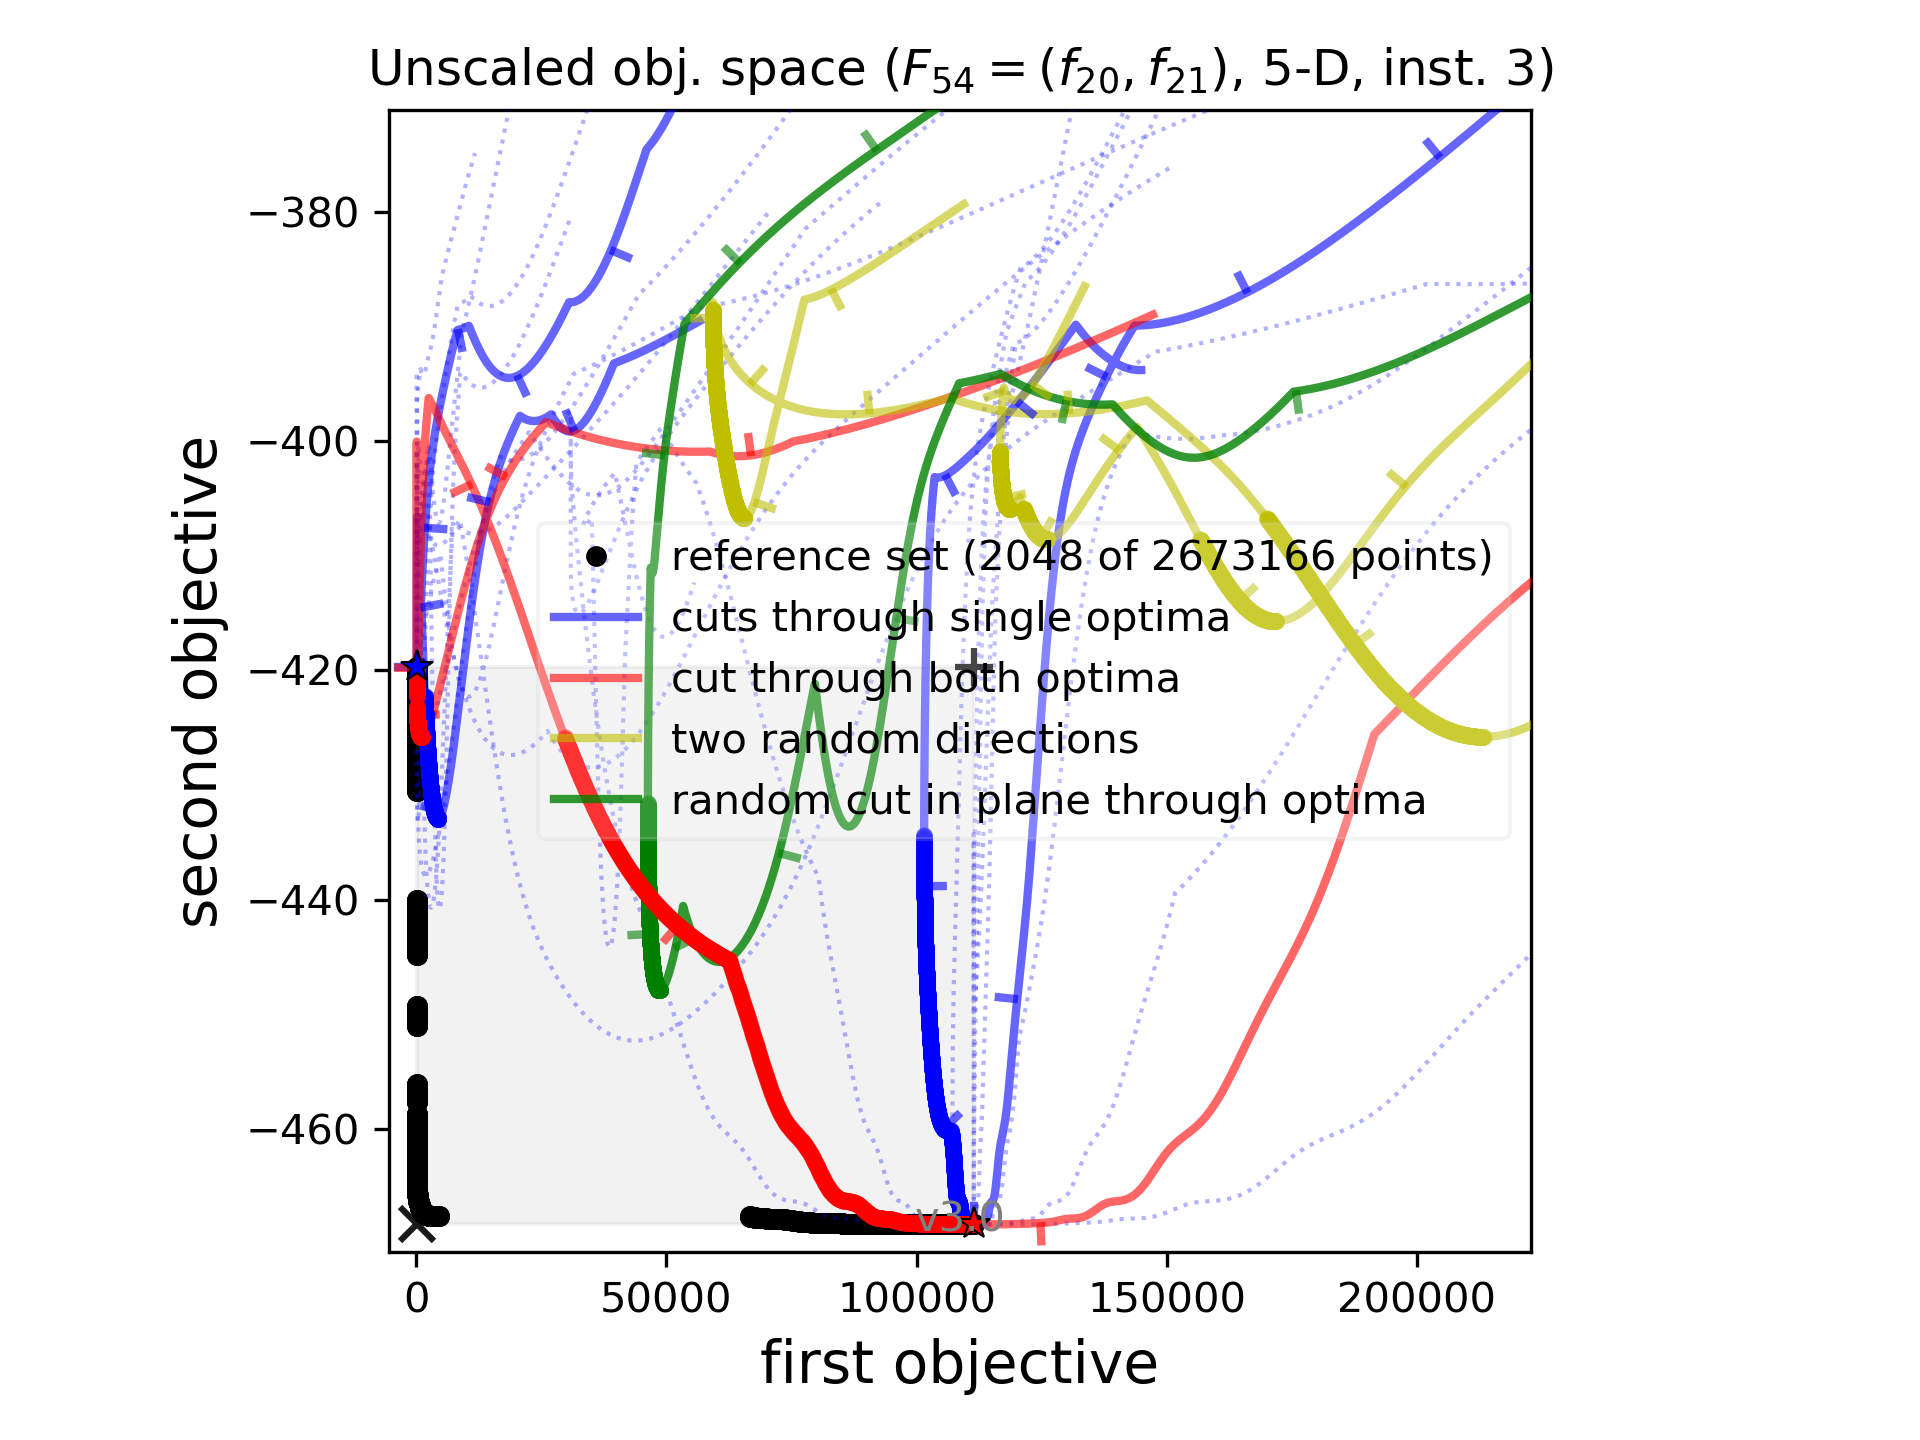 Unscaled obj. space (F54 = (f20, f21), 5-D, inst. 3)
second objective
−380
−400
−420
−440
−460
reference set (2048 of 2673166 points)
cuts through single optima
cut through both optima
two random directions
random cut in plane through optima
v3.0
0 50000 100000 150000 200000
first objective